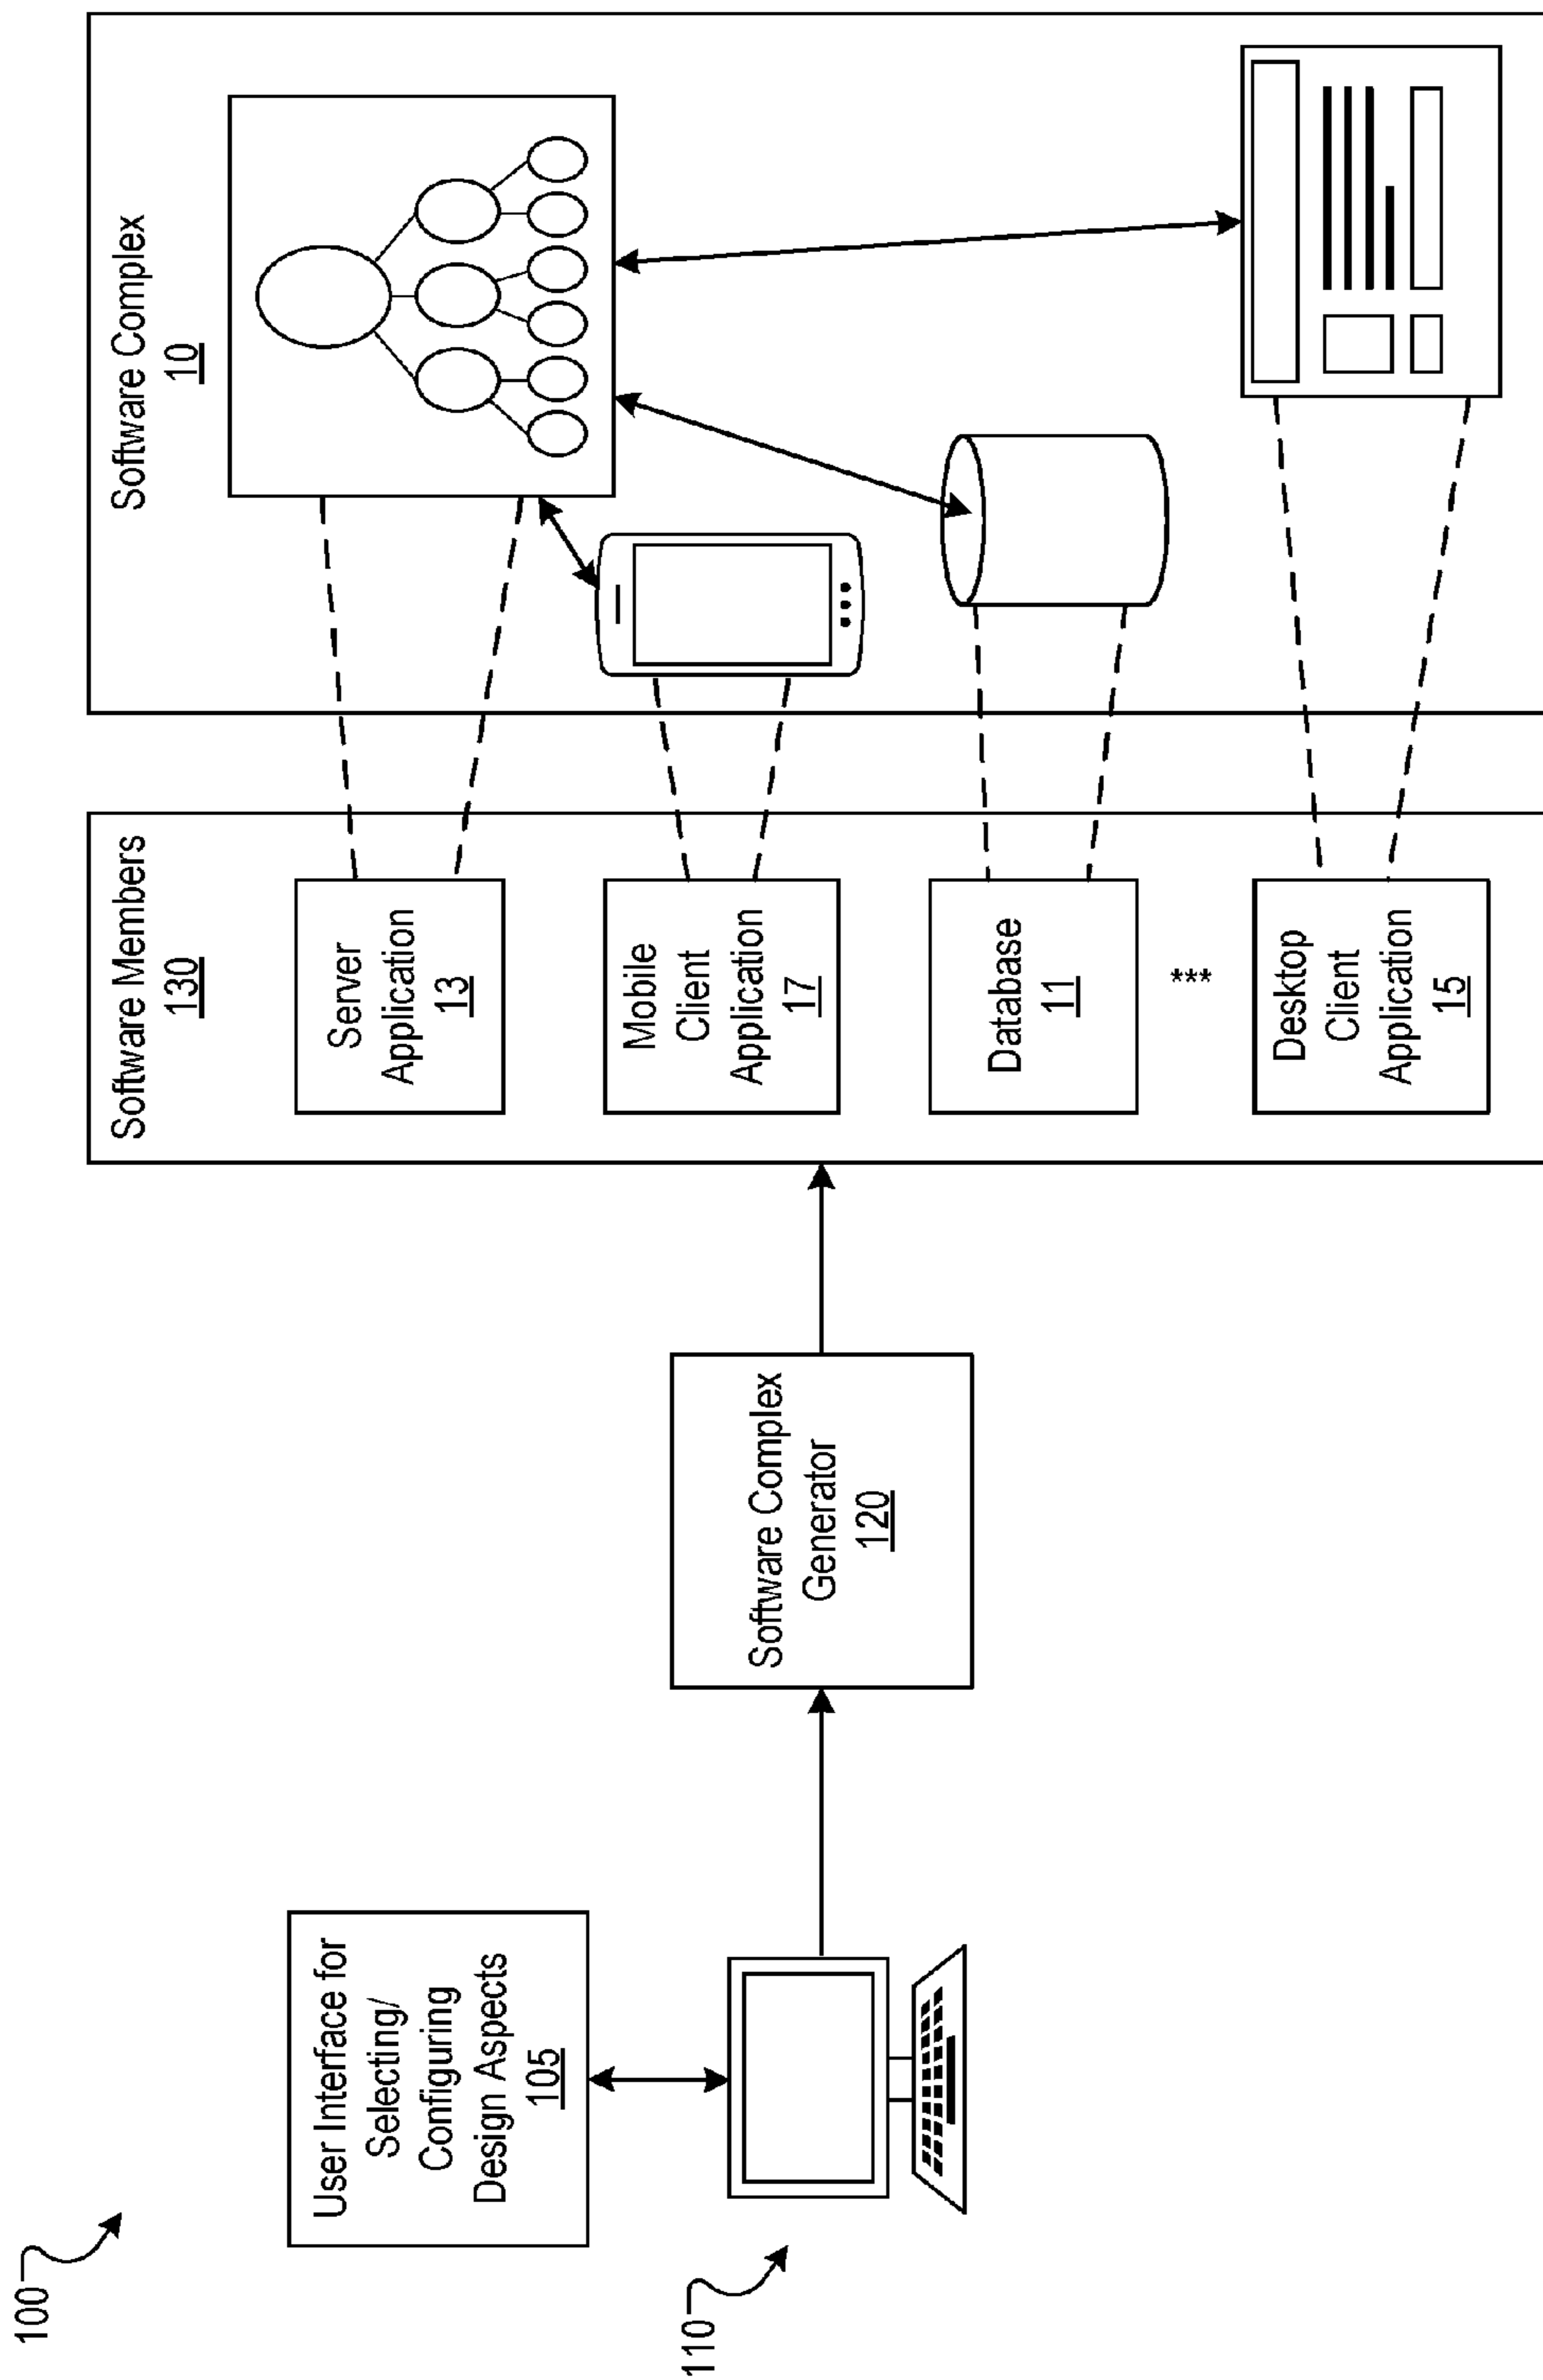 100
User Interface for
Selecting/
Configuring
Design Aspects
105
110
Software Complex
Generator
120
Software Members
130
Server
Application
13
Mobile
Client
Application
17
Database
11
***
Desktop
Client
Application
15
Software Complex
10